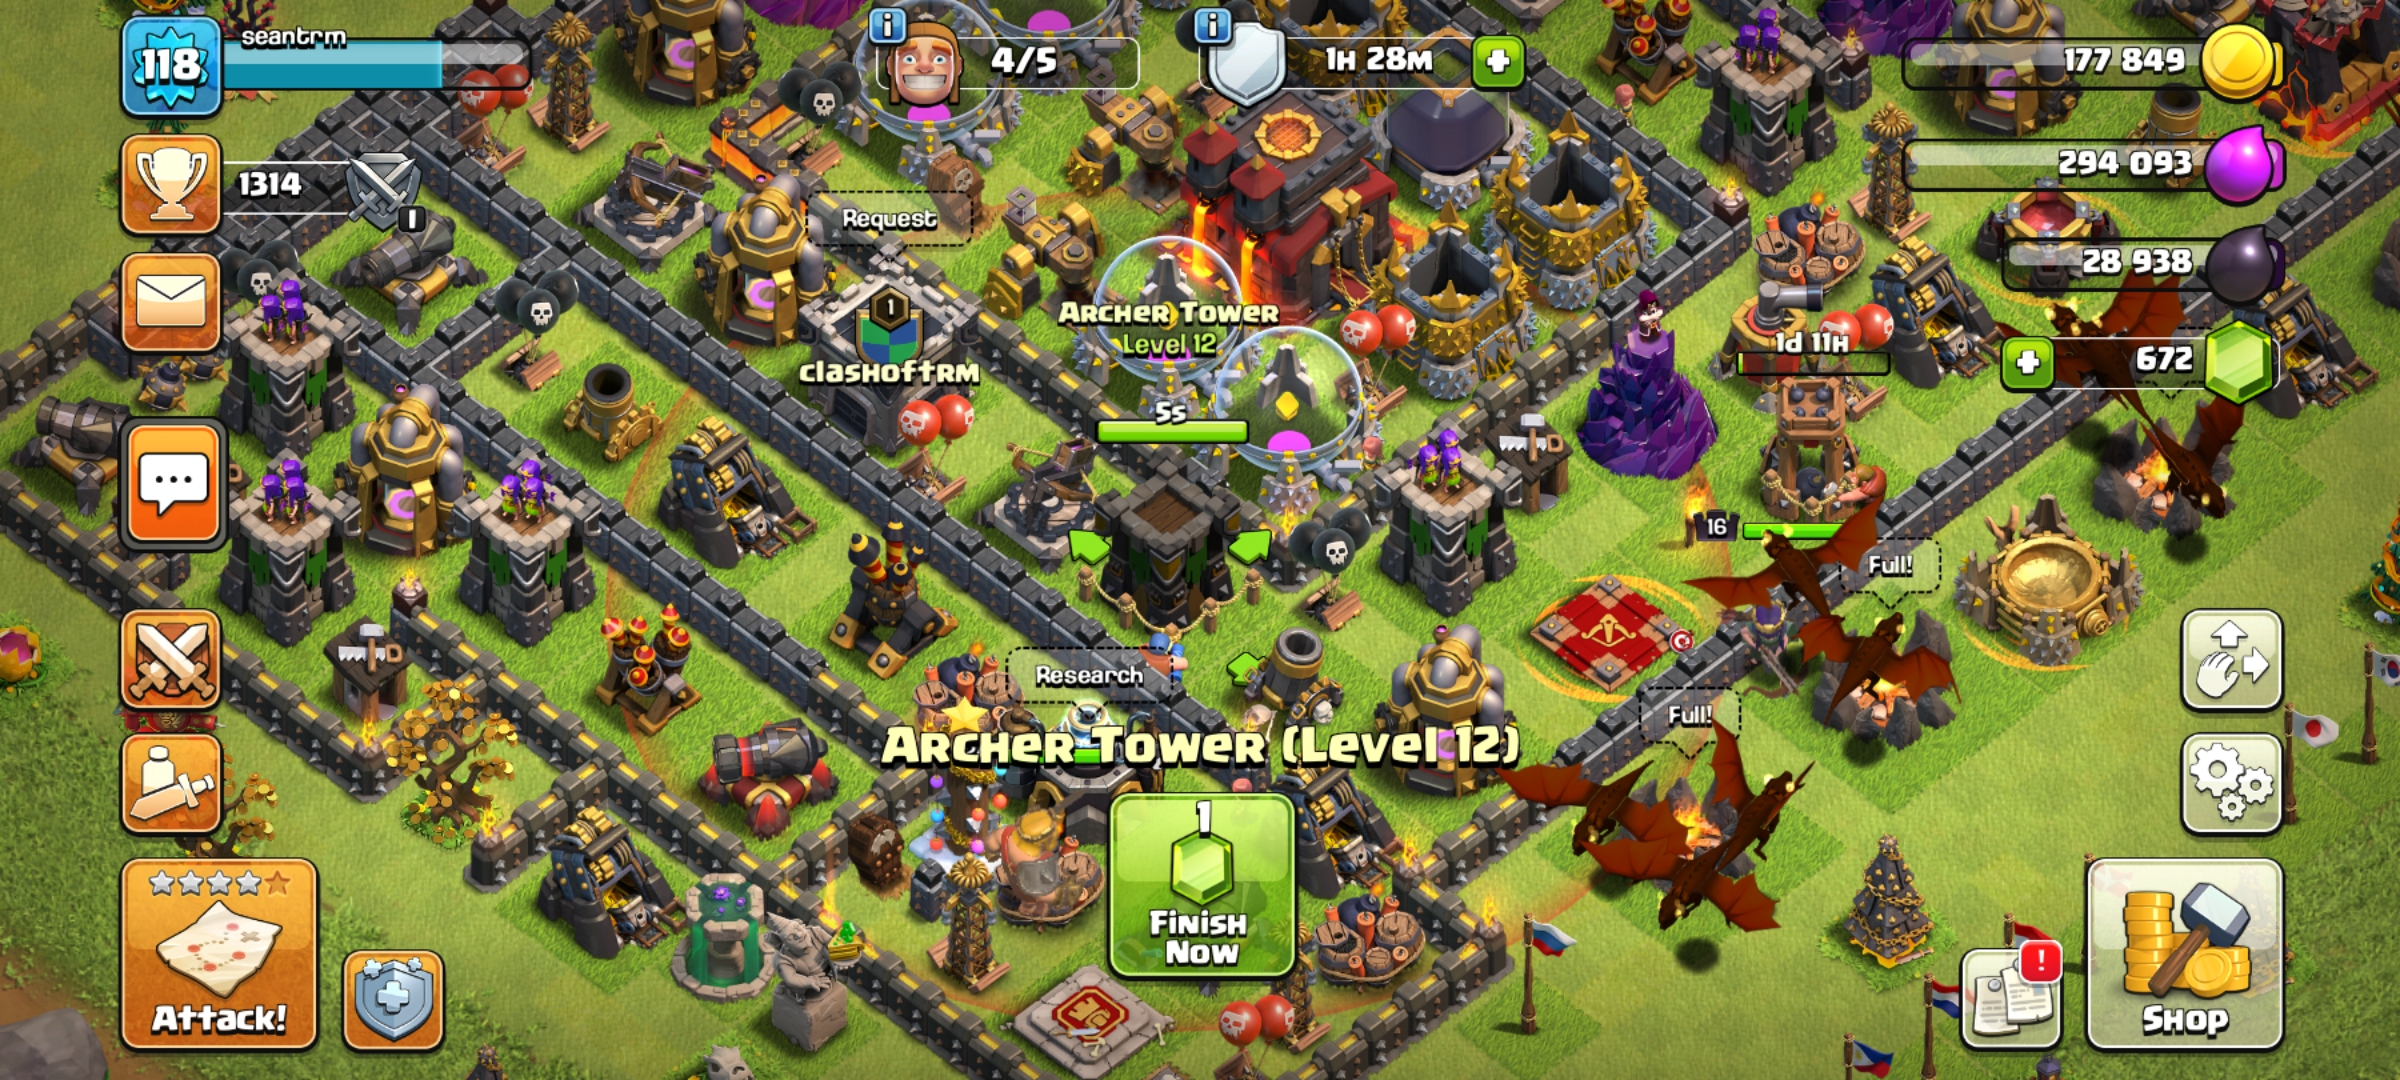 118
seantrm
4/5
1H 28M
177 849
1314
I
294 093
Request
28 938
1
Archer Tower
Level 12
1d 11H
672
clashoftrm
5s
16
Full!
Research
Full!
Archer Tower (Level 12)
1
Finish
Now
Attack!
!
Shop